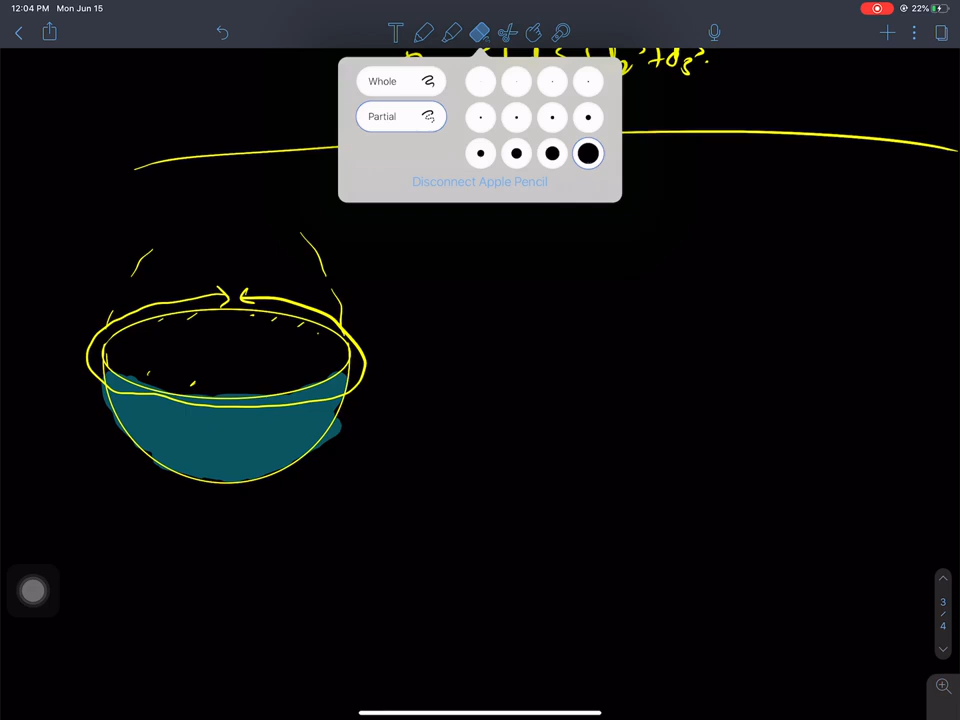 12:04 PM Mon Jun 15
22%
T
Whole
Partial
Disconnect Apple Pencil
3
/
4